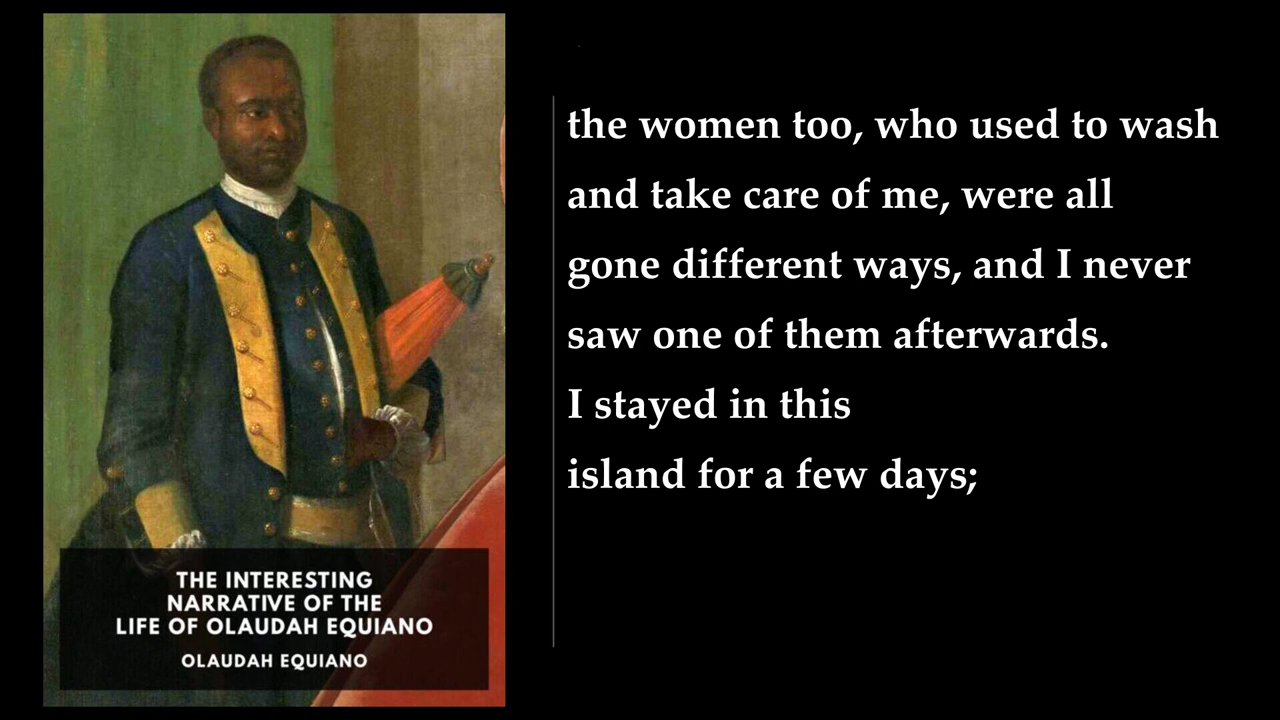 the women too, who used to wash
and take care of me, were all
gone different ways, and I never
saw one of them afterwards.
I stayed in this
island for a few days;
THE INTERESTING
NARRATIVE OF THE
LIFE OF OLAUDAH EQUIANO
OLAUDAH EQUIANO